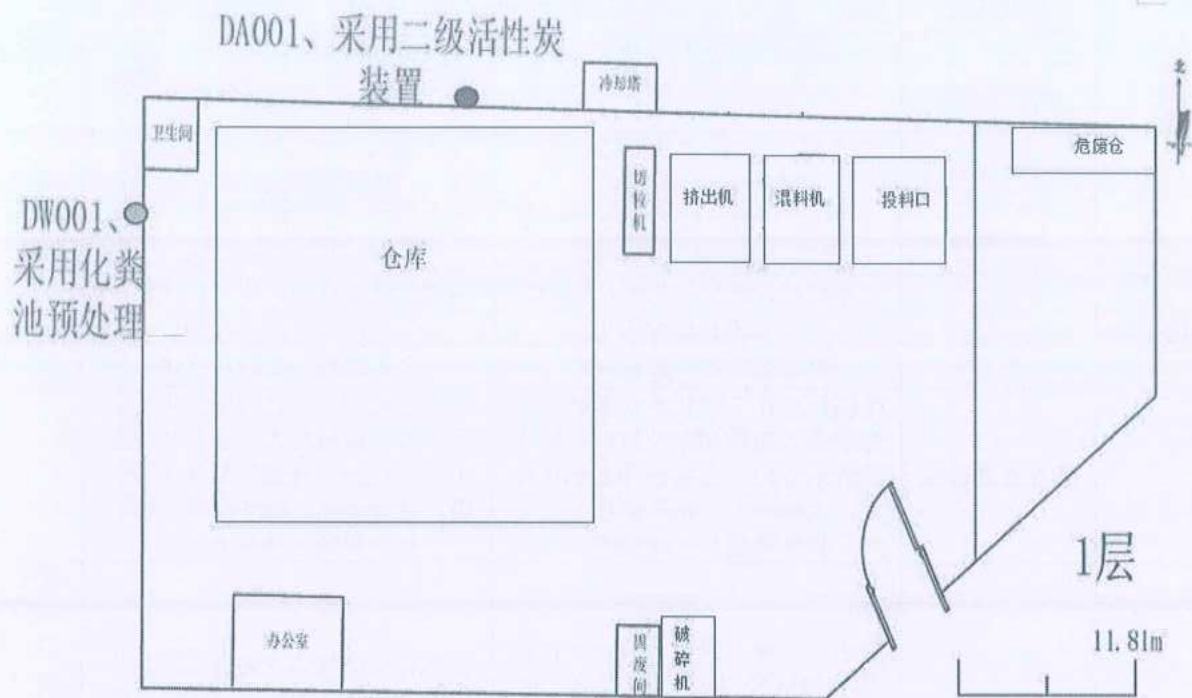 DA001、采用二级活性炭
装置
冷却塔
北
卫生间
危废仓
切粒机
挤出机
混料机
投料口
DW001、
采用化粪
池预处理
仓库
1层
办公室
固废间
破碎机
11.81m